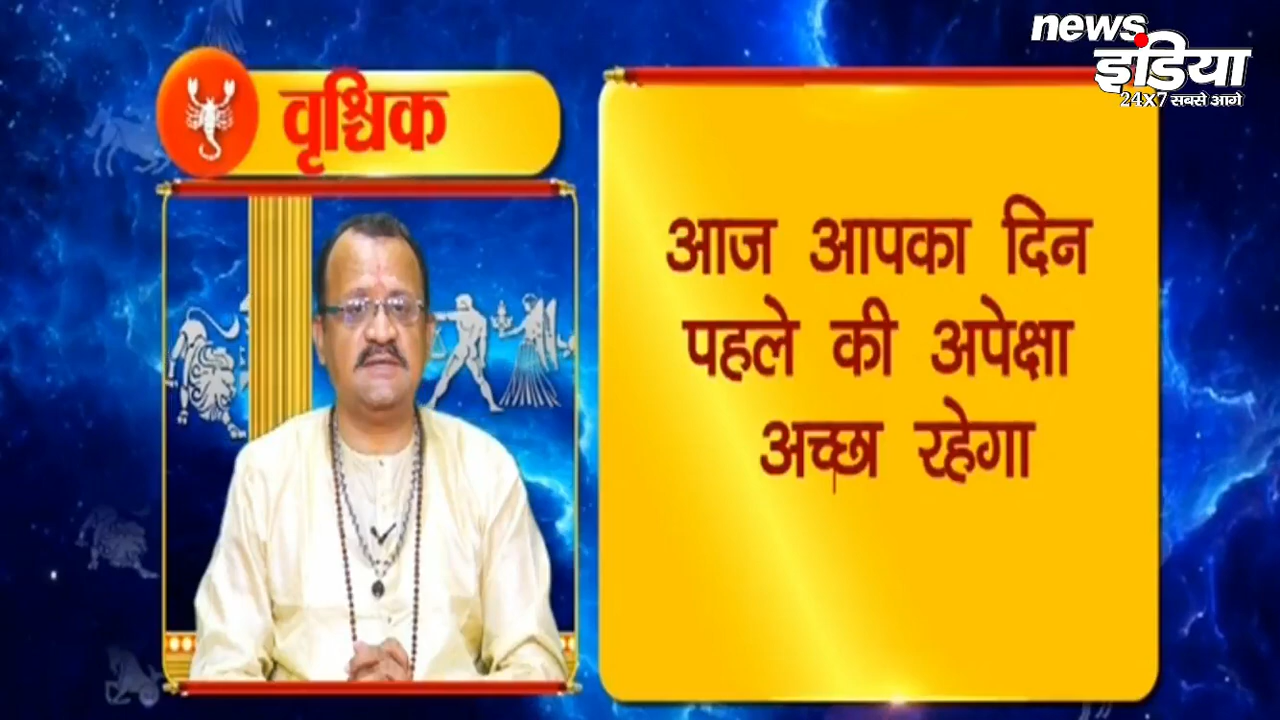 news
इंडिया
24x7 सबसे आगे
वृश्चिक
आज आपका दिन
पहले की अपेक्षा
अच्छा रहेगा